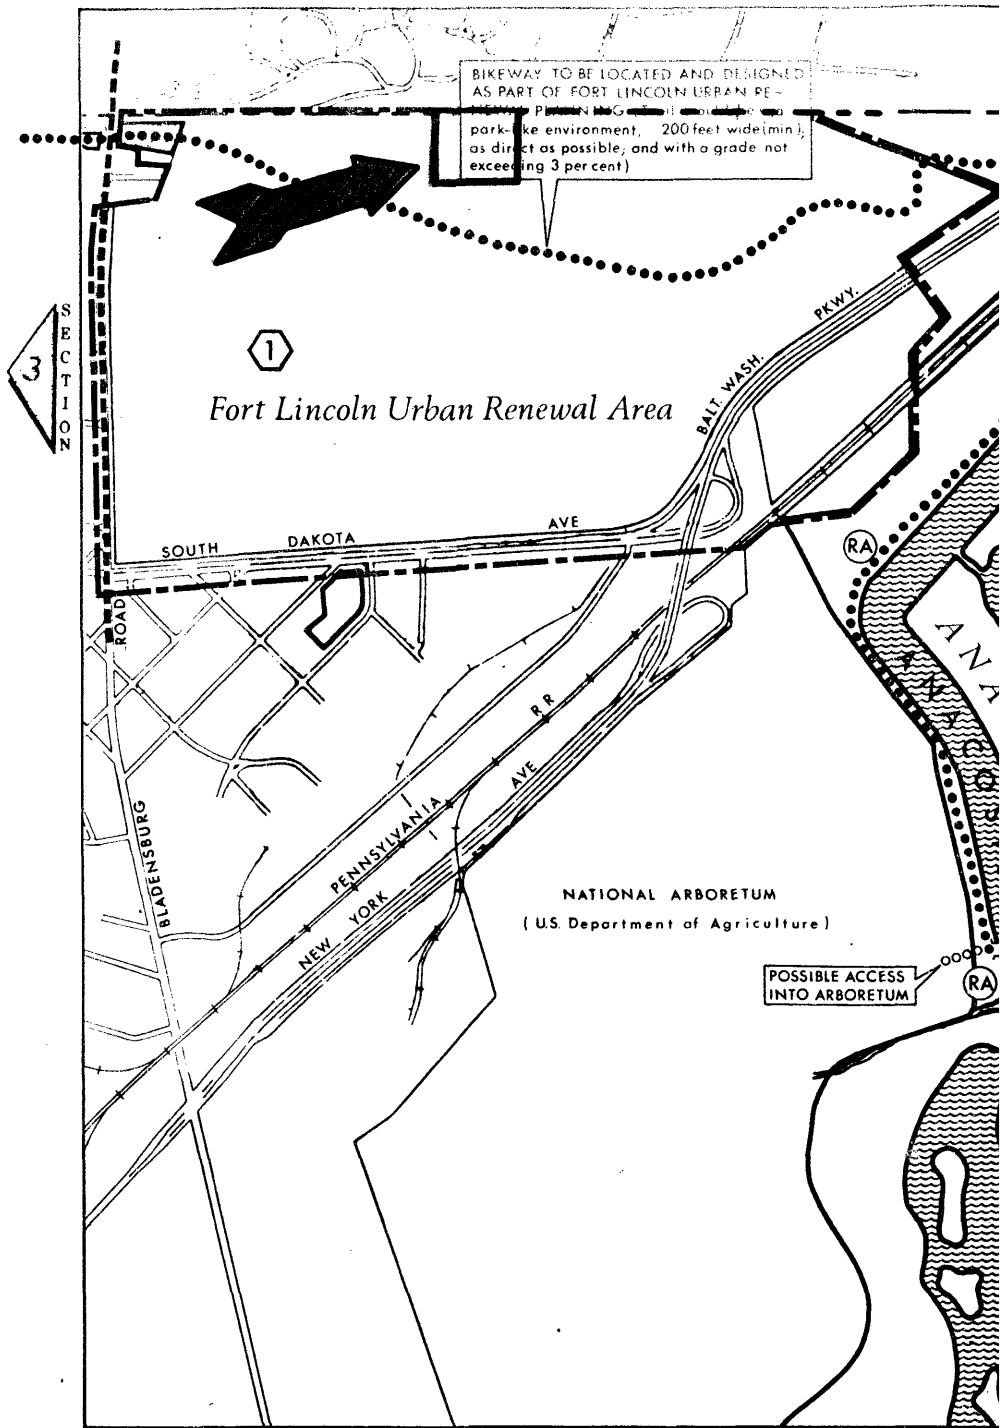 BIKEWAY TO BE LOCATED AND DESIGNED
AS PART OF FORT LINCOLN URBAN RE-
NEWAL PLANNING
park-like environment, 200 feet wide (min);
as direct as possible; and with a grade not
exceeding 3 per cent)
SECTION
3
1
Fort Lincoln Urban Renewal Area
BALT. WASH. PKWY.
SOUTH DAKOTA AVE
RA
ROAD
BLADENSBURG
PENNSYLVANIA RR
NEW YORK AVE
ANA
ANACOS
NATIONAL ARBORETUM
(U.S. Department of Agriculture)
POSSIBLE ACCESS
INTO ARBORETUM
RA